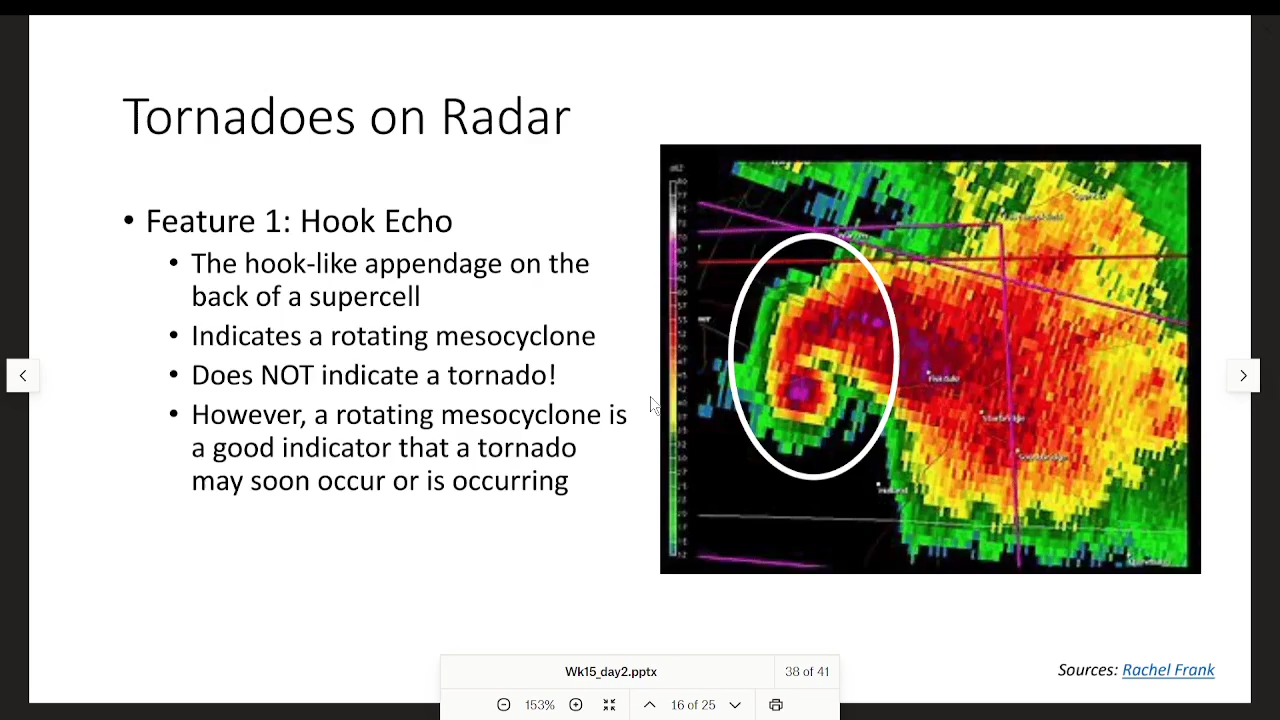 Tornadoes on Radar
• Feature 1: Hook Echo
• The hook-like appendage on the
back of a supercell
• Indicates a rotating mesocyclone
• Does NOT indicate a tornado!
• However, a rotating mesocyclone is
a good indicator that a tornado
may soon occur or is occurring
Sources: Rachel Frank
Wk15_day2.pptx
38 of 41
153%
16 of 25